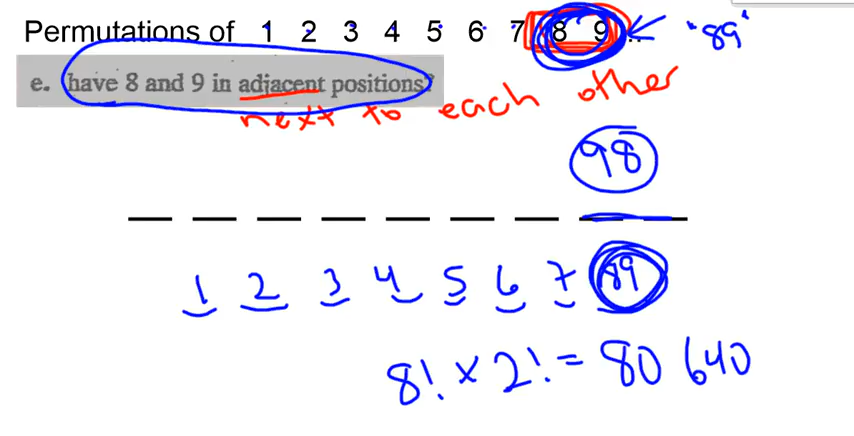 Permutations of 1 2 3 4 5 6 7 8 9 ... "89"
e. have 8 and 9 in adjacent positions?
next to each other
98
1 2 3 4 5 6 7 89
8! x 2! = 80 640